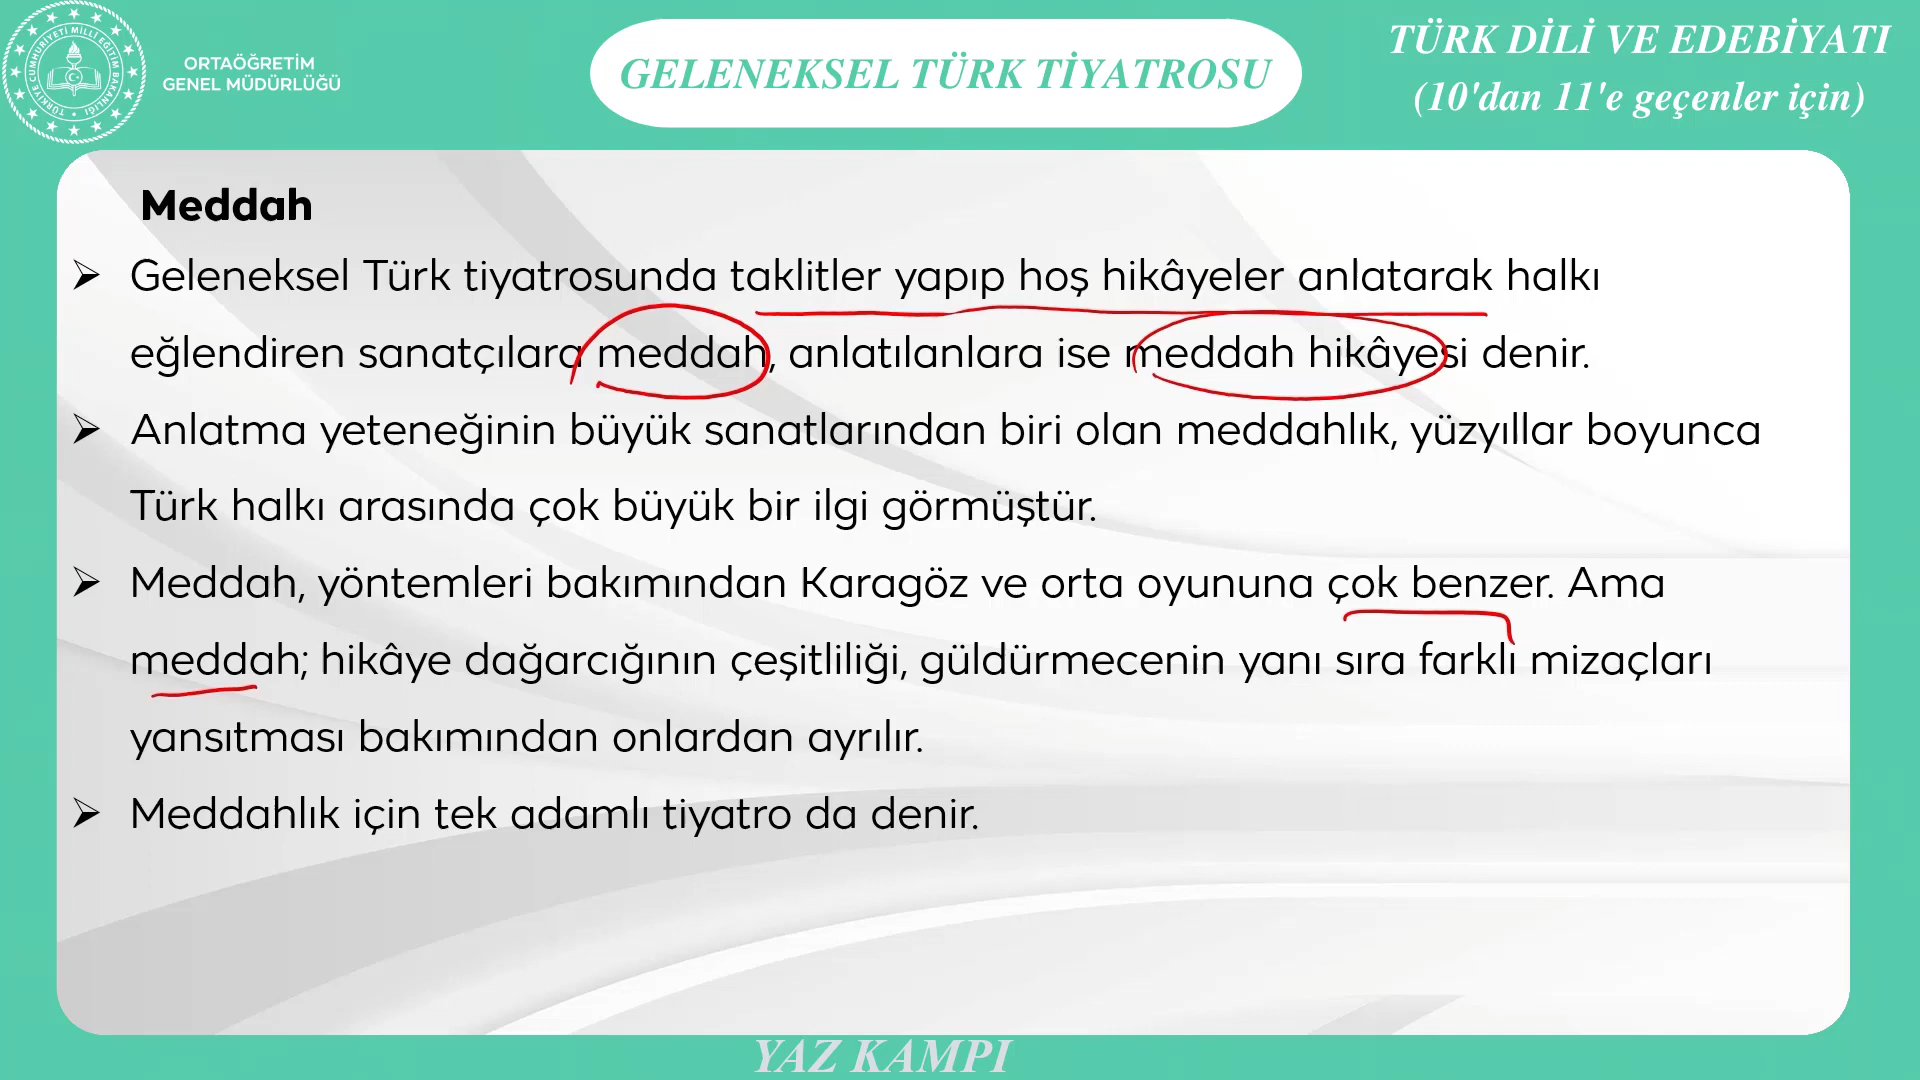 ORTAÖĞRETİM
GENEL MÜDÜRLÜĞÜ
GELENEKSEL TÜRK TİYATROSU
TÜRK DİLİ VE EDEBİYATI
(10'dan 11'e geçenler için)
Meddah
➢ Geleneksel Türk tiyatrosunda taklitler yapıp hoş hikâyeler anlatarak halkı
eğlendiren sanatçılara meddah, anlatılanlara ise meddah hikâyesi denir.
➢ Anlatma yeteneğinin büyük sanatlarından biri olan meddahlık, yüzyıllar boyunca
Türk halkı arasında çok büyük bir ilgi görmüştür.
➢ Meddah, yöntemleri bakımından Karagöz ve orta oyununa çok benzer. Ama
meddah; hikâye dağarcığının çeşitliliği, güldürmecenin yanı sıra farklı mizaçları
yansıtması bakımından onlardan ayrılır.
➢ Meddahlık için tek adamlı tiyatro da denir.
YAZ KAMPI